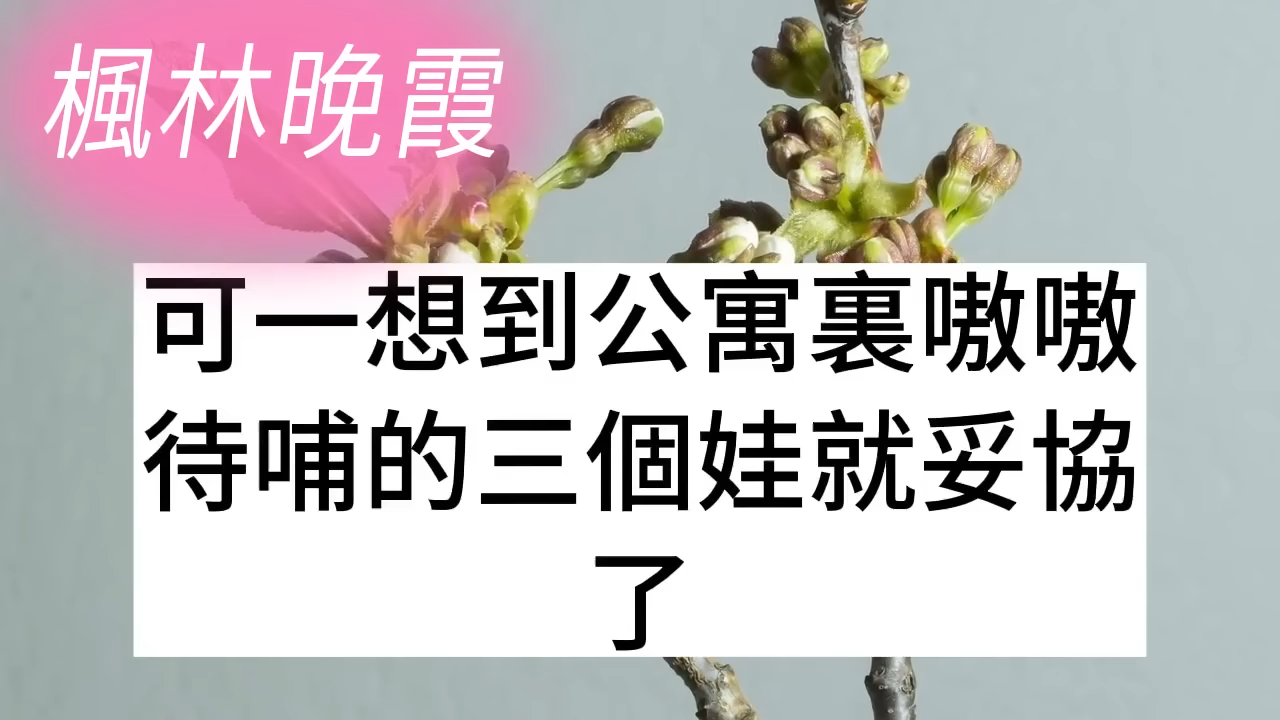 楓林晚霞
可一想到公寓裏嗷嗷
待哺的三個娃就妥協
了